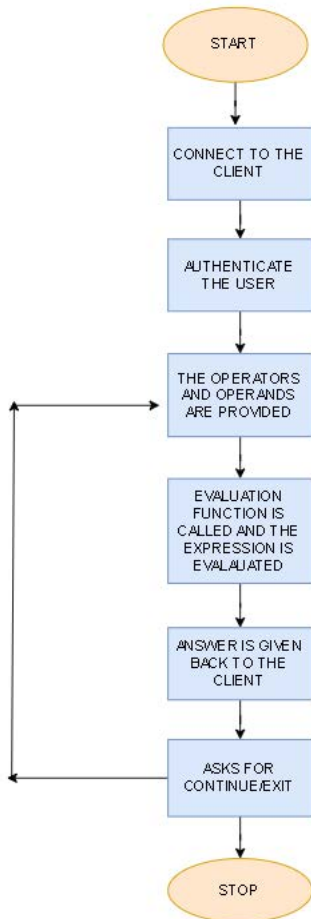 START
CONNECT TO THE
CLIENT
AUTHENTICATE
THE USER
THE OPERATORS
AND OPERANDS
ARE PROVIDED
EVALUATION
FUNCTION IS
CALLED AND THE
EXPRESSION IS
EVALAUATED
ANSWER IS GIVEN
BACK TO THE
CLIENT
ASKS FOR
CONTINUE/EXIT
STOP